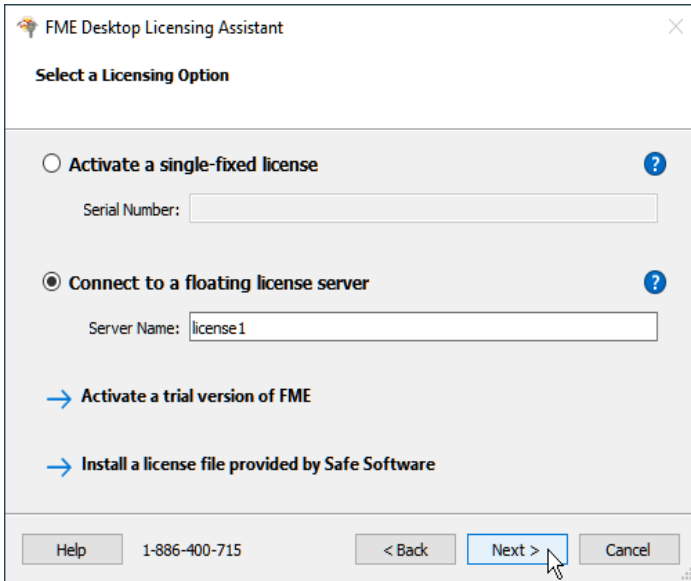 FME Desktop Licensing Assistant
Select a Licensing Option
Activate a single-fixed license
?
Serial Number:
Connect to a floating license server
?
Server Name: license1
Activate a trial version of FME
Install a license file provided by Safe Software
Help 1-886-400-715 < Back Next > Cancel